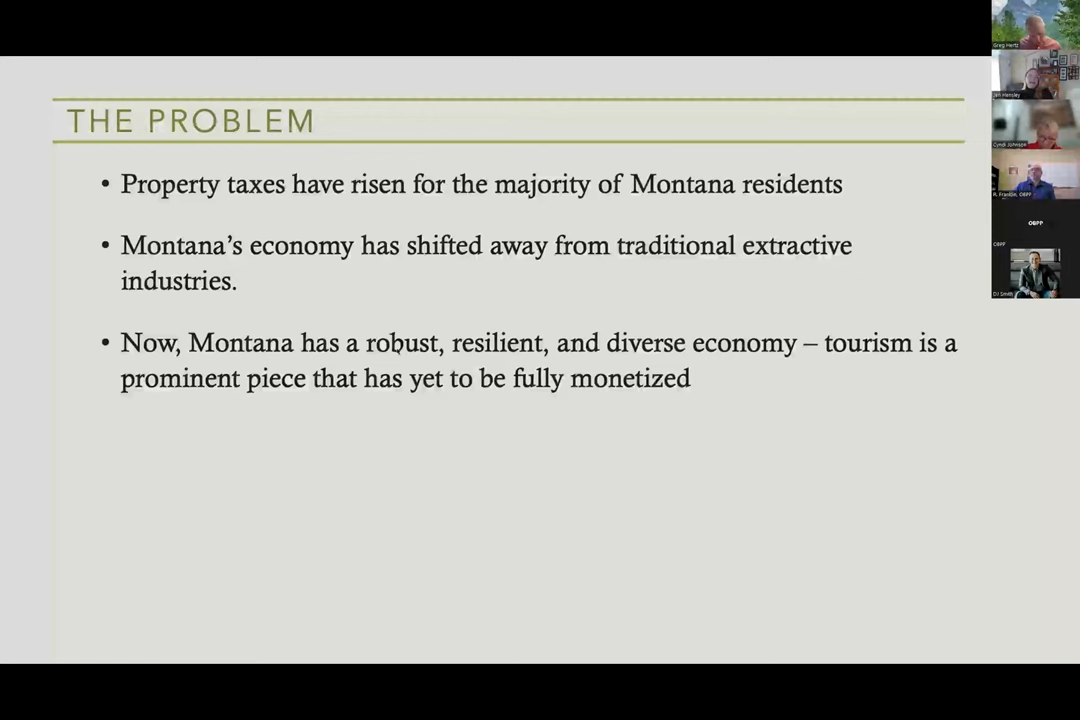 THE PROBLEM
• Property taxes have risen for the majority of Montana residents
• Montana’s economy has shifted away from traditional extractive
industries.
• Now, Montana has a robust, resilient, and diverse economy – tourism is a
prominent piece that has yet to be fully monetized
Greg Hertz
Jen Hensley
Cyndi Johnson
R. Franklin, OBPP
OBPP
OBPP
DJ Smith